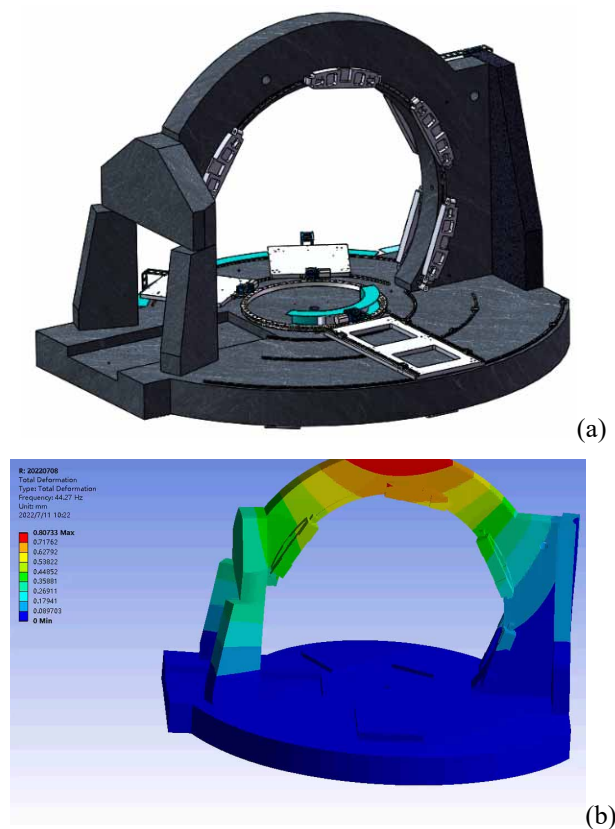 (a)
R: 20220708
Total Deformation
Type: Total Deformation
Frequency: 44.27 Hz
Unit: mm
2022/7/11 10:22
0.80733 Max
0.71762
0.62792
0.53822
0.44852
0.35881
0.26911
0.17941
0.089703
0 Min
(b)